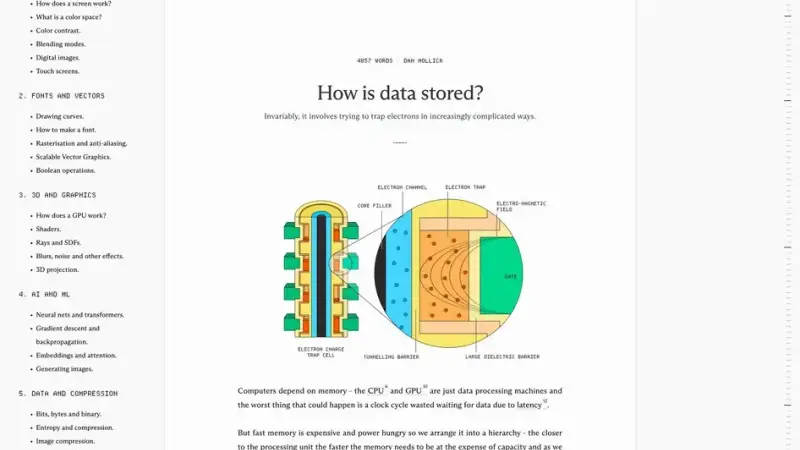 How does a screen work?
What is a color space?
Color contrast.
Blending modes.
Digital images.
Touch screens.
2. FONTS AND VECTORS
Drawing curves.
How to make a font.
Rasterisation and anti-aliasing.
Scalable Vector Graphics.
Boolean operations.
3. 3D AND GRAPHICS
How does a GPU work?
Shaders.
Rays and SDFs.
Blurs, noise and other effects.
3D projection.
4. AI AND ML
Neural nets and transformers.
Gradient descent and
backpropagation.
Embeddings and attention.
Generating images.
5. DATA AND COMPRESSION
Bits, bytes and binary.
Entropy and compression.
Image compression.
4857 WORDS DAN HOLLICK
How is data stored?
Invariably, it involves trying to trap electrons in increasingly complicated ways.
ELECTRON CHANNEL
ELECTRON TRAP
CORE FILLER
ELECTRO-MAGNETIC
FIELD
GATE
ELECTRON CHARGE
TRAP CELL
TUNNELLING BARRIER
LARGE DIELECTRIC BARRIER
Computers depend on memory - the CPU and GPU are just data processing machines and
the worst thing that could happen is a clock cycle wasted waiting for data due to latency.
But fast memory is expensive and power hungry so we arrange it into a hierarchy - the closer
to the processing unit the faster the memory needs to be at the expense of capacity and as we